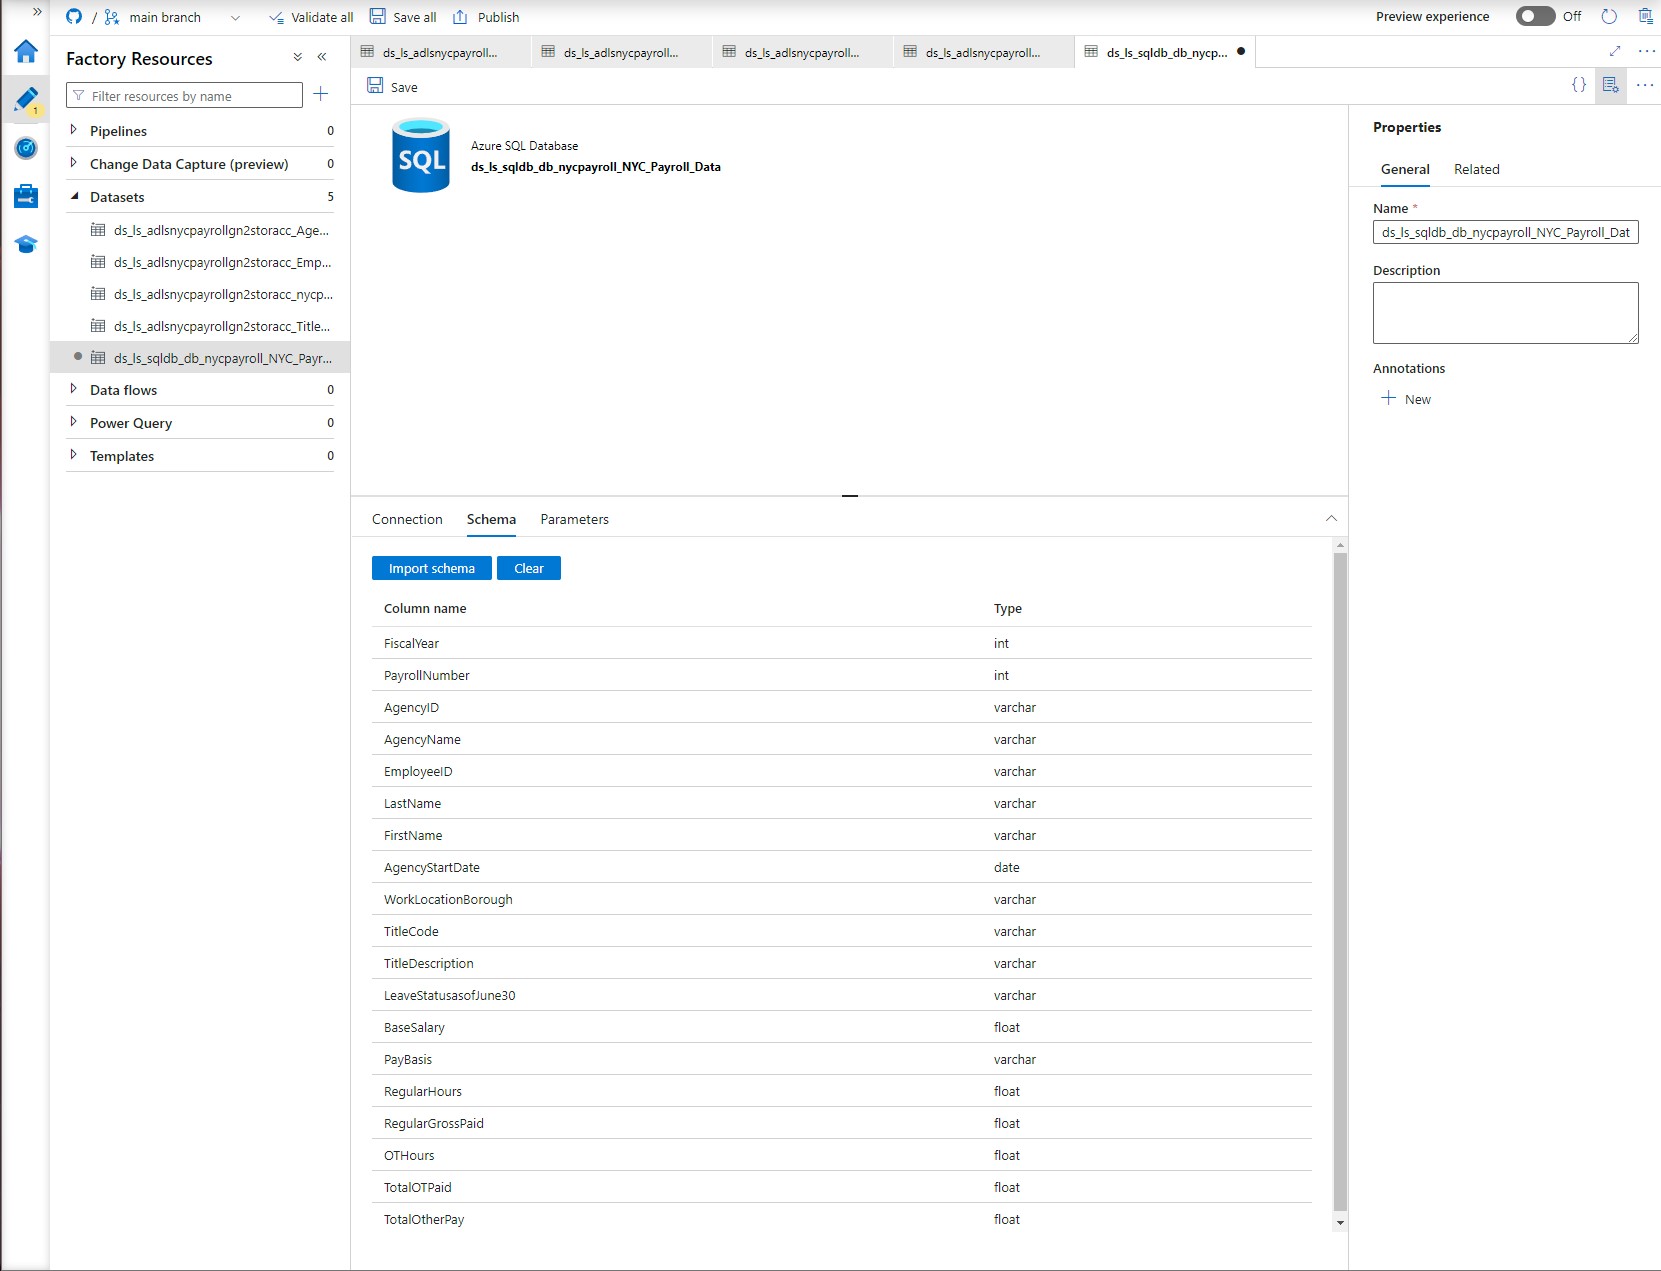 / main branch
Validate all
Save all
Publish
Preview experience
Off
Factory Resources
Filter resources by name
Pipelines 0
Change Data Capture (preview) 0
Datasets 5
ds_ls_adlsnycpayrollgn2storacc_Age...
ds_ls_adlsnycpayrollgn2storacc_Emp...
ds_ls_adlsnycpayrollgn2storacc_nycp...
ds_ls_adlsnycpayrollgn2storacc_Title...
ds_ls_sqldb_db_nycpayroll_NYC_Payr...
Data flows 0
Power Query 0
Templates 0
1
ds_ls_adlsnycpayroll...
ds_ls_adlsnycpayroll...
ds_ls_adlsnycpayroll...
ds_ls_adlsnycpayroll...
ds_ls_sqldb_db_nycp...
Save
{}
SQL
Azure SQL Database
ds_ls_sqldb_db_nycpayroll_NYC_Payroll_Data
Connection
Schema
Parameters
Import schema
Clear
Column name Type
FiscalYear int
PayrollNumber int
AgencyID varchar
AgencyName varchar
EmployeeID varchar
LastName varchar
FirstName varchar
AgencyStartDate date
WorkLocationBorough varchar
TitleCode varchar
TitleDescription varchar
LeaveStatusasofJune30 varchar
BaseSalary float
PayBasis varchar
RegularHours float
RegularGrossPaid float
OTHours float
TotalOTPaid float
TotalOtherPay float
Properties
General
Related
Name *
ds_ls_sqldb_db_nycpayroll_NYC_Payroll_Dat
Description
Annotations
New